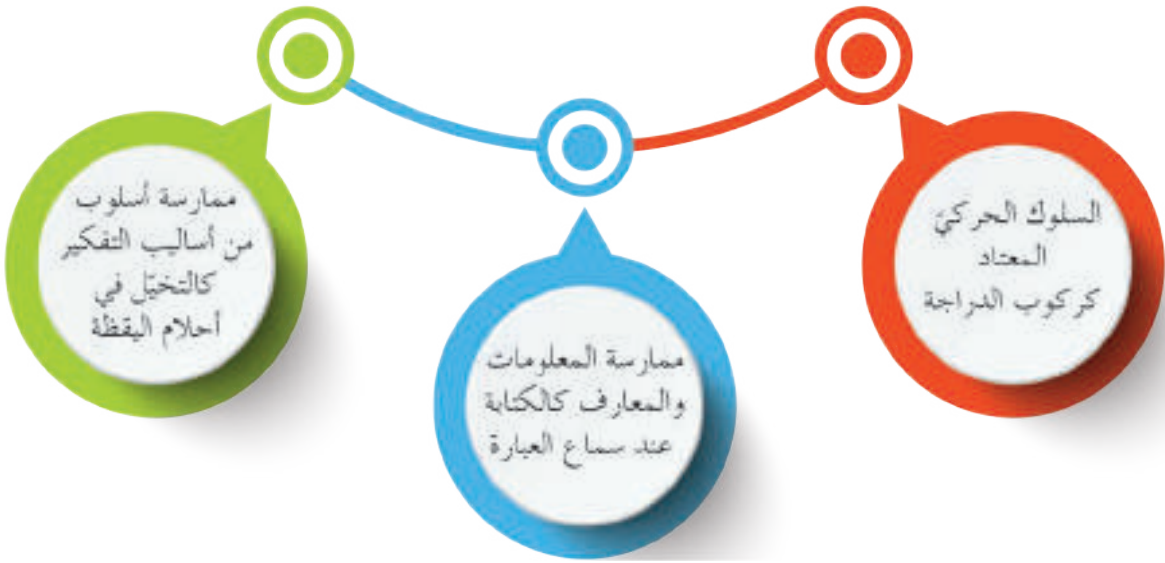 السلوك الحركيّ
المعتاد
كركوب الدراجة
ممارسة المعلومات
والمعارف كالكتابة
عند سماع العبارة
ممارسة أسلوب
من أساليب التفكير
كالتخيّل في
أحلام اليقظة